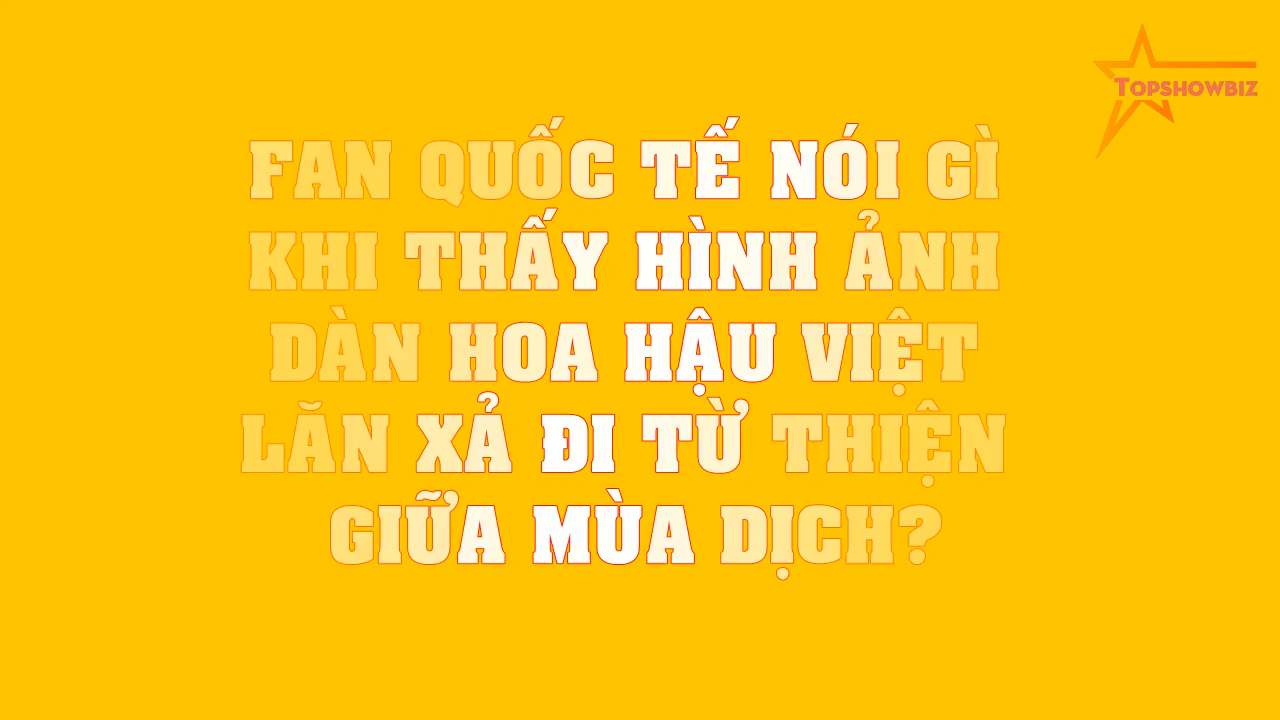 TOPSHOWBIZ
FAN QUỐC TẾ NÓI GÌ
KHI THẤY HÌNH ẢNH
DÀN HOA HẬU VIỆT
LĂN XẢ ĐI TỪ THIỆN
GIỮA MÙA DỊCH?